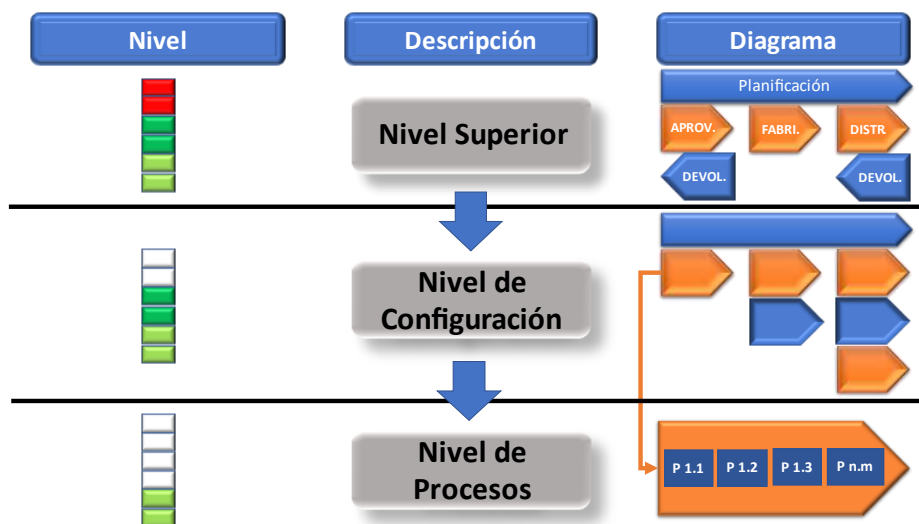 Nivel
Descripción
Diagrama
Nivel Superior
Planificación
APROV.
FABRI.
DISTR
DEVOL.
DEVOL.
Nivel de
Configuración
Nivel de
Procesos
P 1.1
P 1.2
P 1.3
P n.m